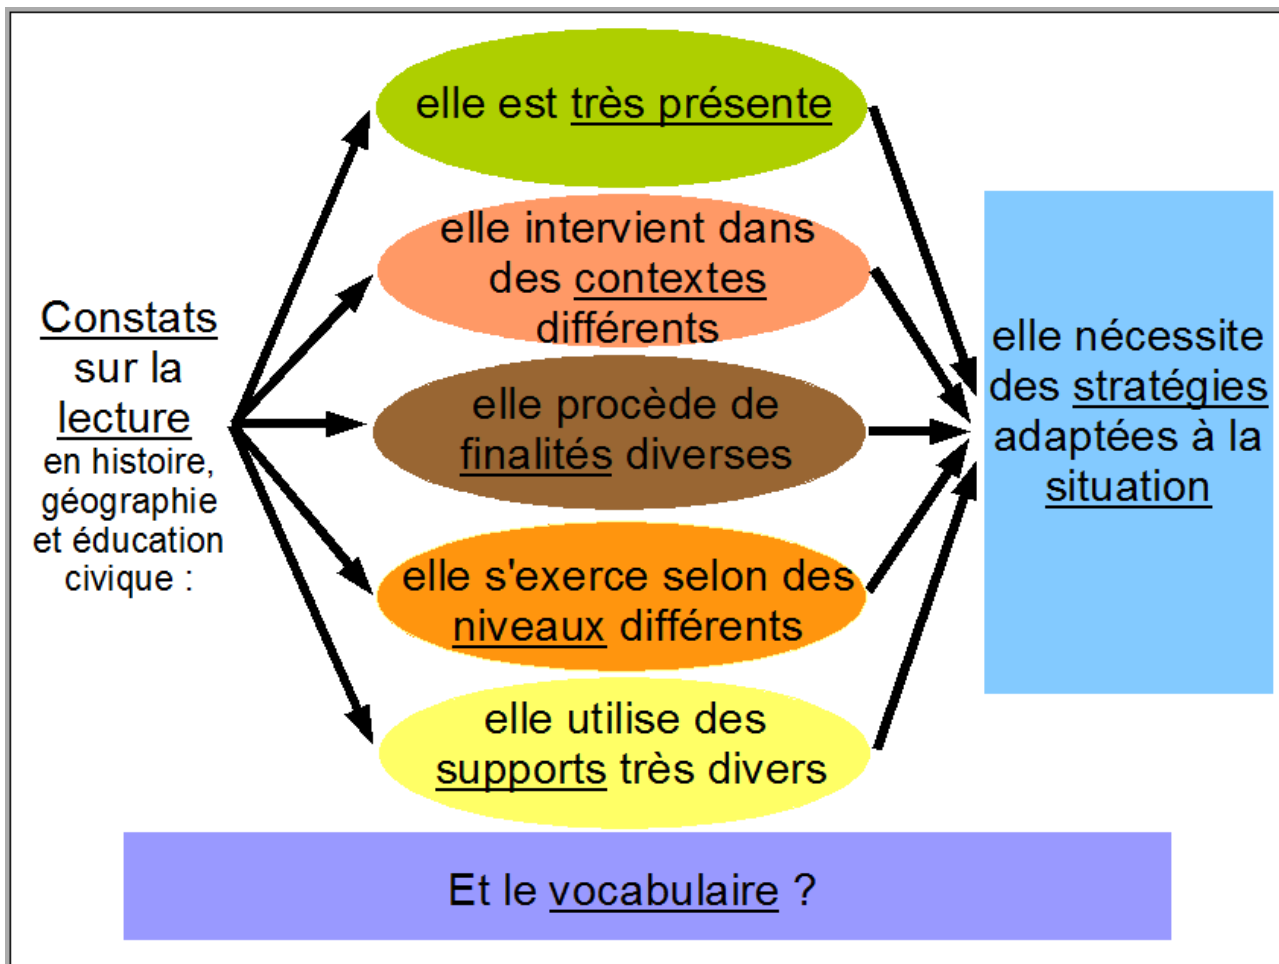 Constats
sur la
lecture
en histoire,
géographie
et éducation
civique :
elle est très présente
elle intervient dans
des contextes
différents
elle procède de
finalités diverses
elle s'exerce selon des
niveaux différents
elle utilise des
supports très divers
elle nécessite
des stratégies
adaptées à la
situation
Et le vocabulaire ?